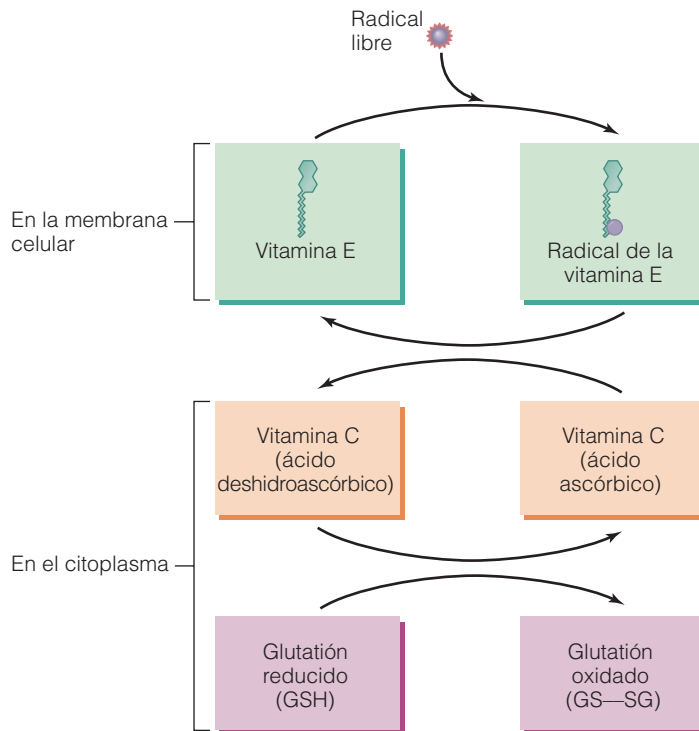 Radical
libre
En la membrana
celular
Vitamina E
Radical de la
vitamina E
Vitamina C
(ácido
deshidroascórbico)
Vitamina C
(ácido
ascórbico)
En el citoplasma
Glutatión
reducido
(GSH)
Glutatión
oxidado
(GS—SG)